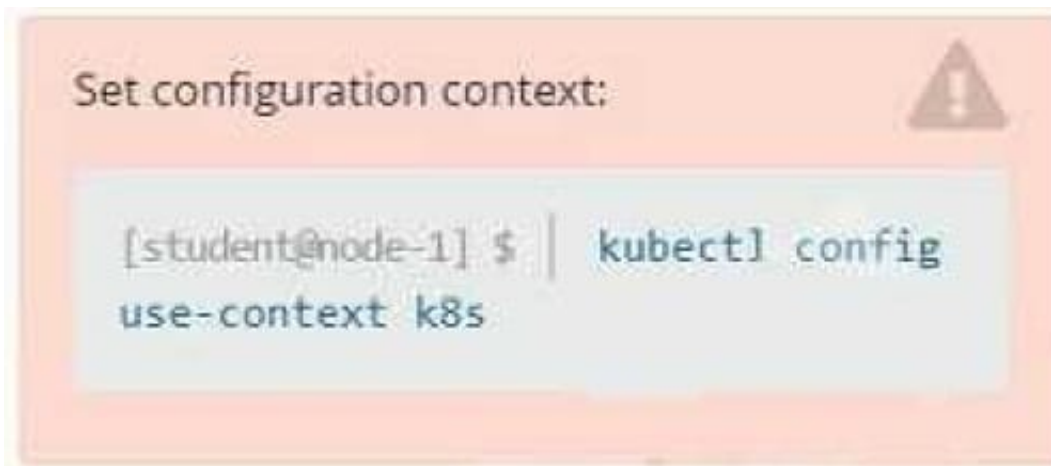 Set configuration context:
[student@node-1] $ | kubectl config
use-context k8s